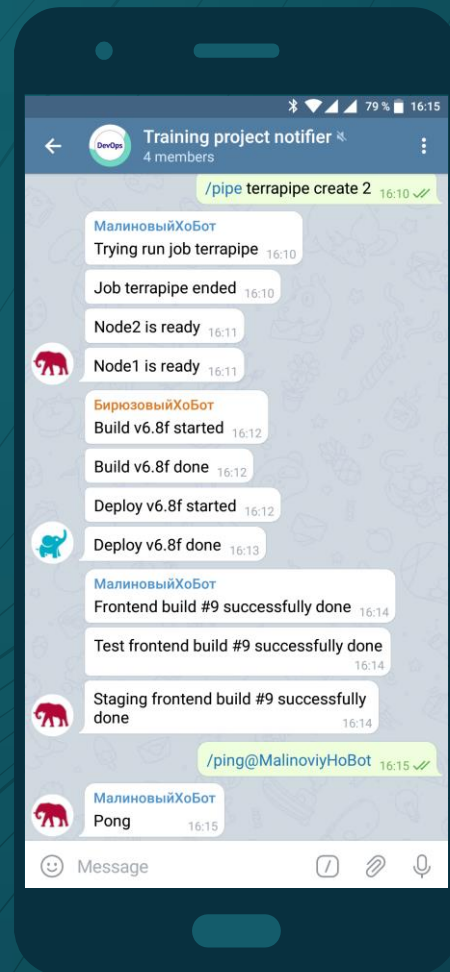 79 % 16:15
DevOps
Training project notifier
4 members
/pipe terrapipe create 2 16:10
МалиновыйХоБот
Trying run job terrapipe 16:10
Job terrapipe ended 16:10
Node2 is ready 16:11
Node1 is ready 16:11
БирюзовыйХоБот
Build v6.8f started 16:12
Build v6.8f done 16:12
Deploy v6.8f started 16:12
Deploy v6.8f done 16:13
МалиновыйХоБот
Frontend build #9 successfully done 16:14
Test frontend build #9 successfully done
16:14
Staging frontend build #9 successfully
done 16:14
/ping@MalinoviyHoBot 16:15
МалиновыйХоБот
Pong 16:15
Message